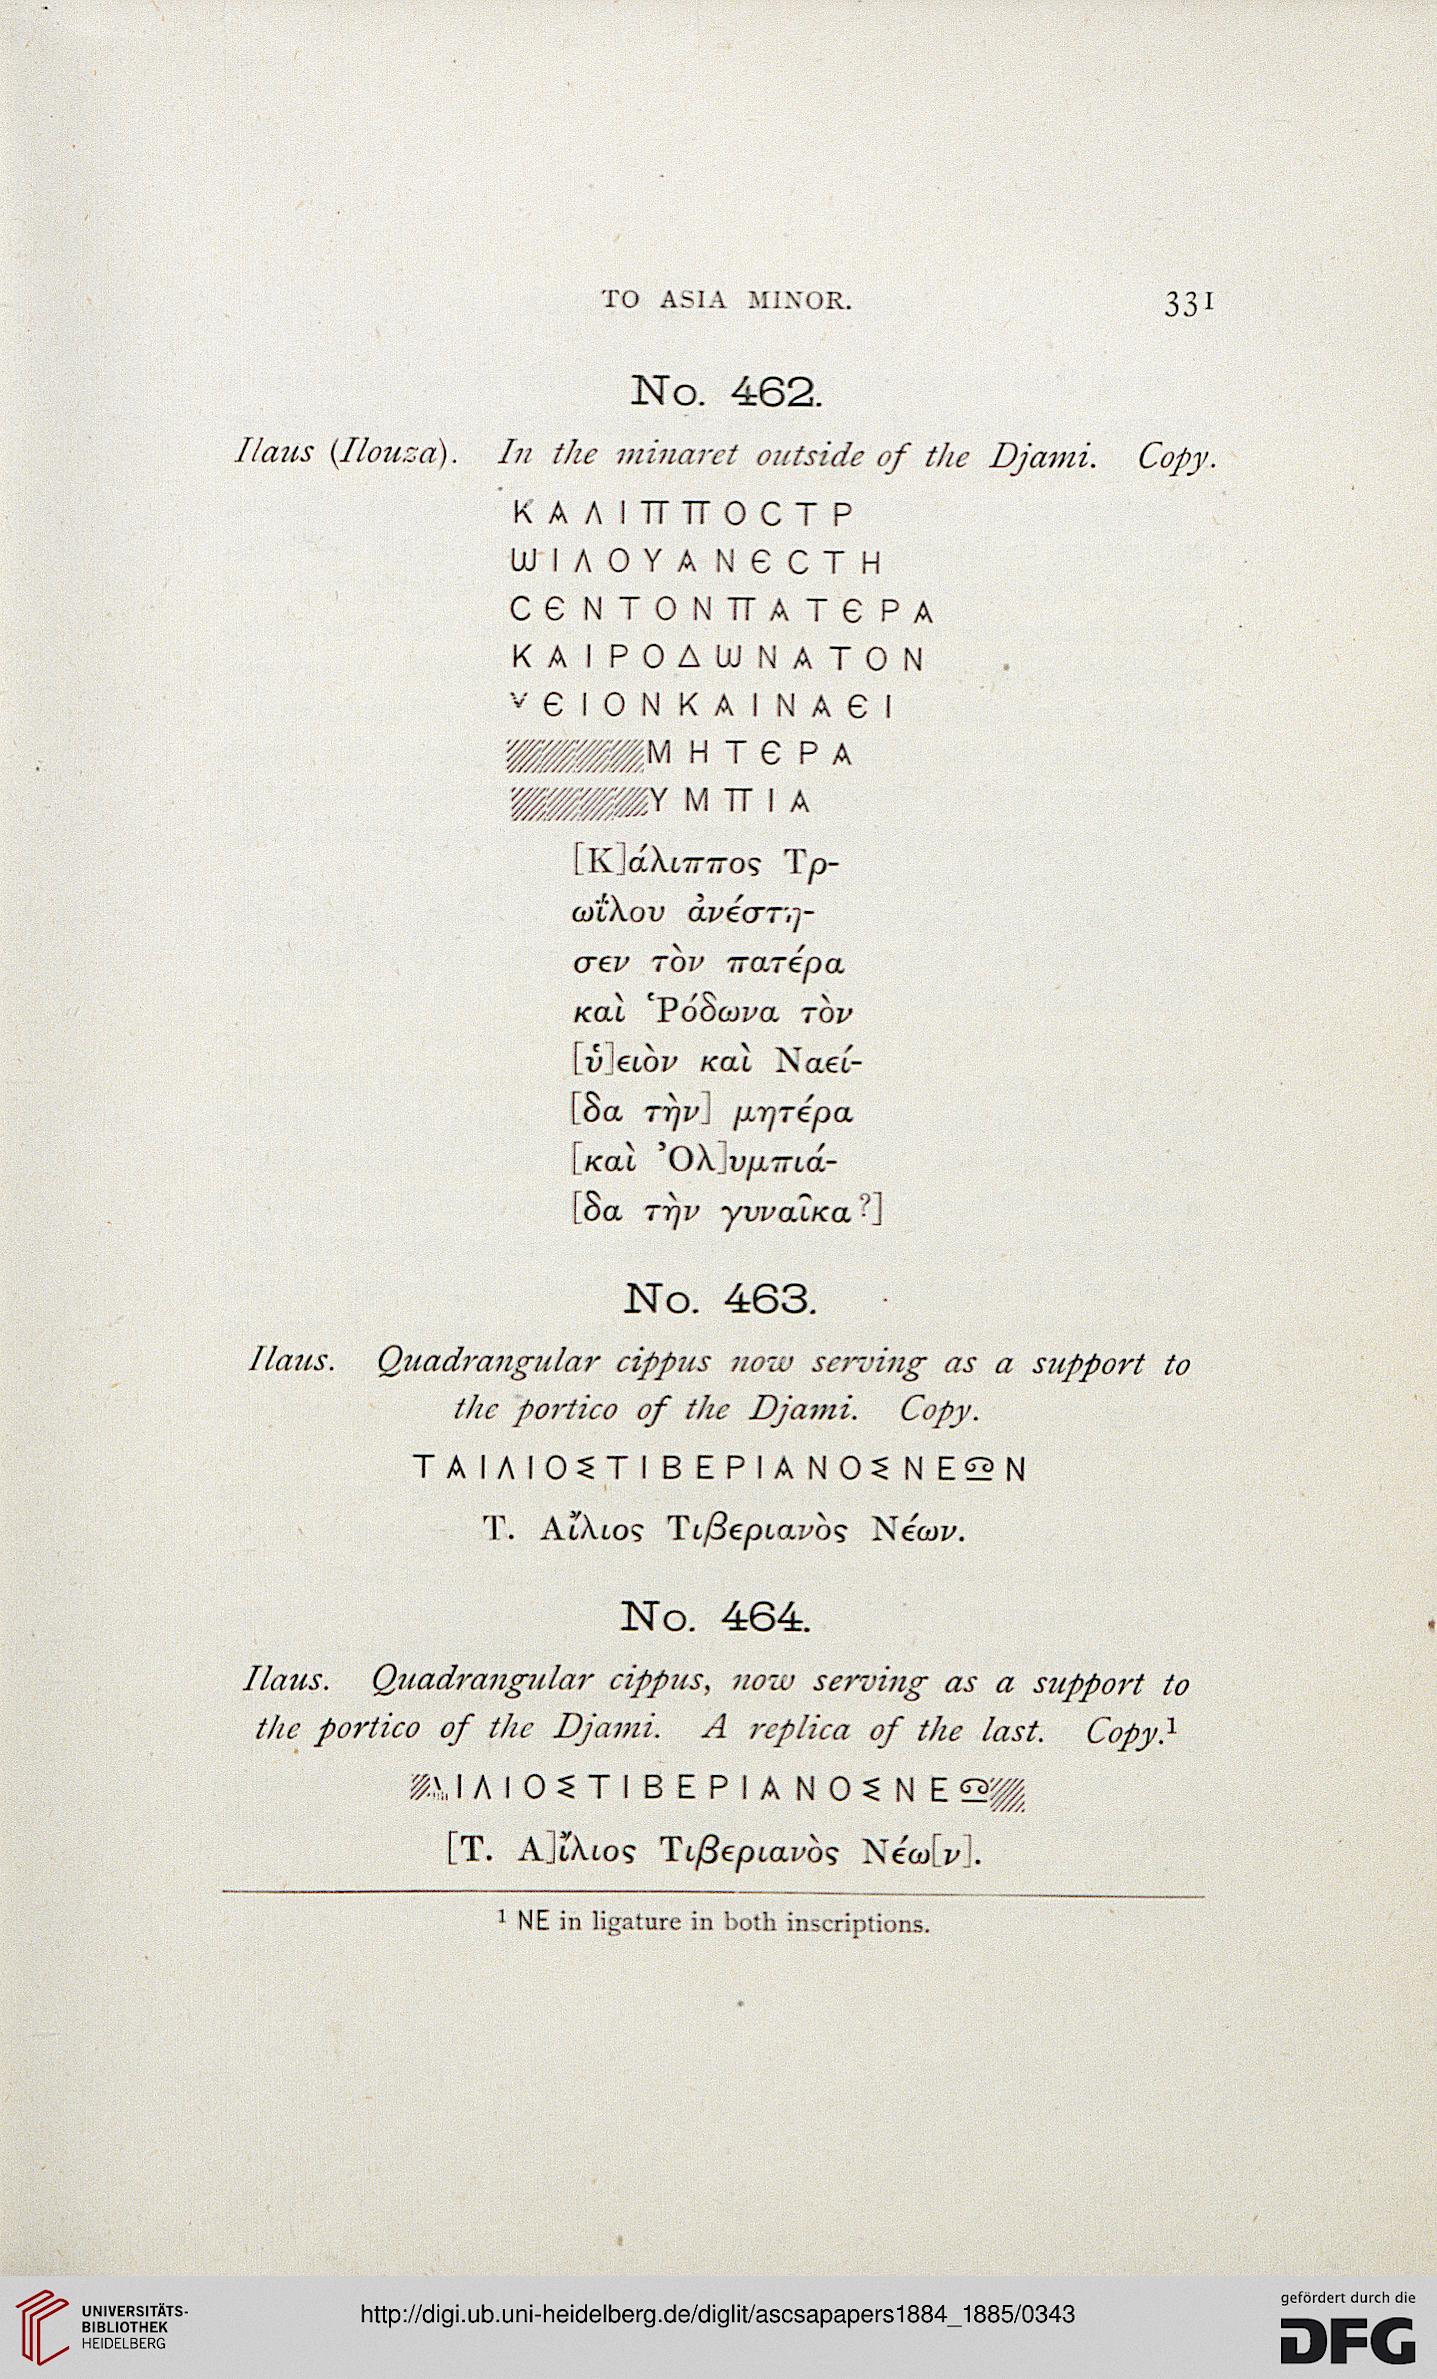 TO ASIA MINOR. 331
No. 462.
Ilaus (Ilouza). In the minaret outside of the Djami. Copy.
ΚΑΛΙΠΠΟϹΤΡ
ωΙΛΟΥΑΝЄϹΤΗ
ϹЄΝΤΟΝΠΑΤЄΡΑ
ΚΑΙΡΟΔωΝΑΤΟΝ
ΥЄΙΟΝΚΑΙΝΑЄΙ
ΜΗΤЄΡΑ
ΥΜΠΙΑ
[Κ]άλιππος Τρ-
ωΐλου ἀνέστη-
σεν τὸν πατέρα
καὶ Ῥόδωνα τὸν
[ὑ]ειὸν καὶ Ναεί-
[δα τὴν] μητέρα
[καὶ Ὀλ]υμπιά-
[δα τὴν γυναῖκα?]
No. 463.
Ilaus. Quadrangular cippus now serving as a support to
the portico of the Djami. Copy.
ΤΑΙΛΙΟΣΤΙΒΕΡΙΑΝΟΣΝΕΩΝ
Τ. Αἴλιος Τιβεριανὸς Νέων.
No. 464.
Ilaus. Quadrangular cippus, now serving as a support to
the portico of the Djami. A replica of the last. Copy.¹
ΙΛΙΟΣΤΙΒΕΡΙΑΝΟΣΝΕΩ
[Τ. Α]ἴλιος Τιβεριανὸς Νέω[ν].
¹ NE in ligature in both inscriptions.
UNIVERSITÄTS-
BIBLIOTHEK
HEIDELBERG
http://digi.ub.uni-heidelberg.de/diglit/ascsapapers1884_1885/0343
gefördert durch die
DFG